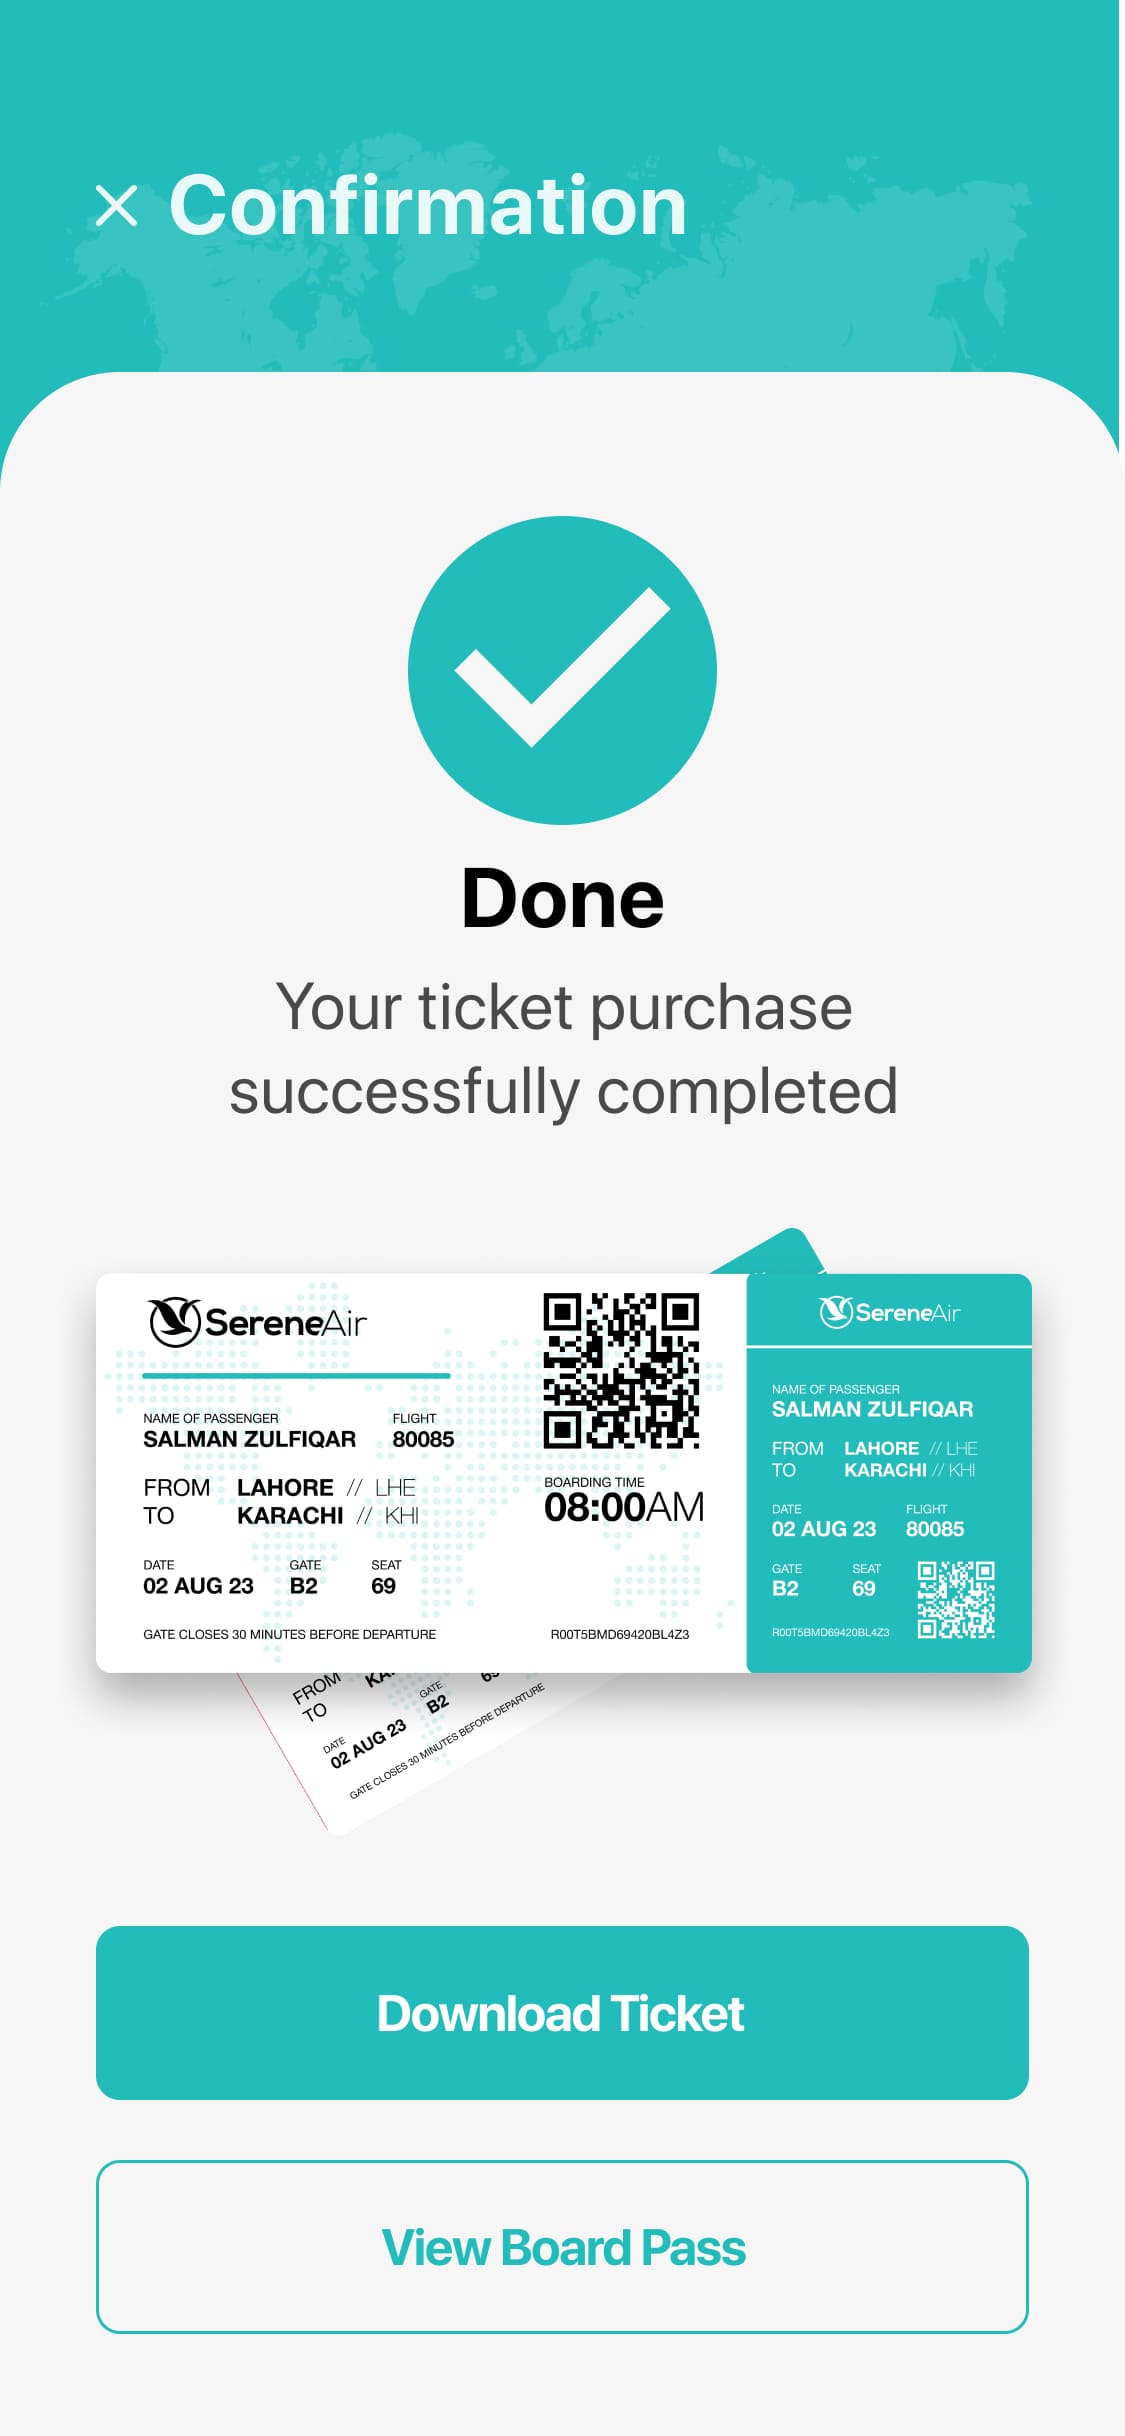 Confirmation
Done
Your ticket purchase
successfully completed
SereneAir
NAME OF PASSENGER FLIGHT
SALMAN ZULFIQAR 80085
FROM LAHORE // LHE
TO KARACHI // KHI
DATE GATE SEAT
02 AUG 23 B2 69
GATE CLOSES 30 MINUTES BEFORE DEPARTURE
BOARDING TIME
08:00AM
R00T5BMD69420BL4Z3
SereneAir
NAME OF PASSENGER
SALMAN ZULFIQAR
FROM LAHORE // LHE
TO KARACHI // KHI
DATE FLIGHT
02 AUG 23 80085
GATE SEAT
B2 69
R00T5BMD69420BL4Z3
FROM
TO
DATE GATE
02 AUG 23 B2
GATE CLOSES 30 MINUTES BEFORE DEPARTURE
Download Ticket
View Board Pass